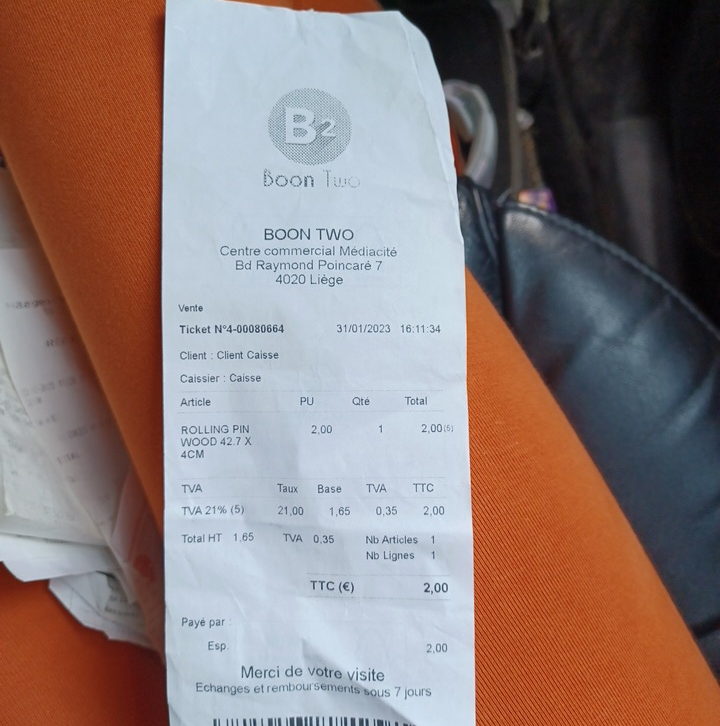 B2
Boon Two
BOON TWO
Centre commercial Médiacité
Bd Raymond Poincaré 7
4020 Liège
Vente
Ticket N°4-00080664 31/01/2023 16:11:34
Client : Client Caisse
Caissier : Caisse
Article PU Qté Total
ROLLING PIN 2,00 1 2,00(5)
WOOD 42.7 X
4CM
TVA Taux Base TVA TTC
TVA 21% (5) 21,00 1,65 0,35 2,00
Total HT 1,65 TVA 0,35 Nb Articles 1
Nb Lignes 1
TTC (€) 2,00
Payé par :
Esp. 2,00
Merci de votre visite
Echanges et remboursements sous 7 jours